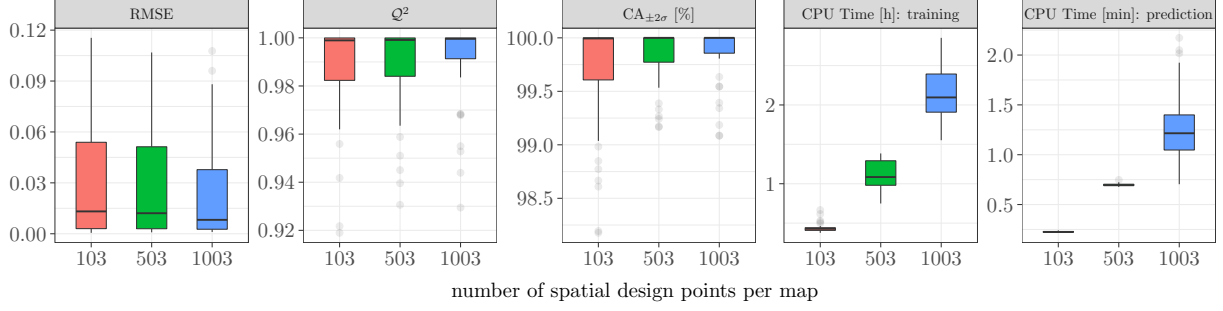 RMSE
Q²
CA±2σ [%]
CPU Time [h]: training
CPU Time [min]: prediction
0.12
0.09
0.06
0.03
0.00
103 503 1003
1.00
0.98
0.96
0.94
0.92
103 503 1003
100.0
99.5
99.0
98.5
103 503 1003
2
1
103 503 1003
2.0
1.5
1.0
0.5
103 503 1003
number of spatial design points per map